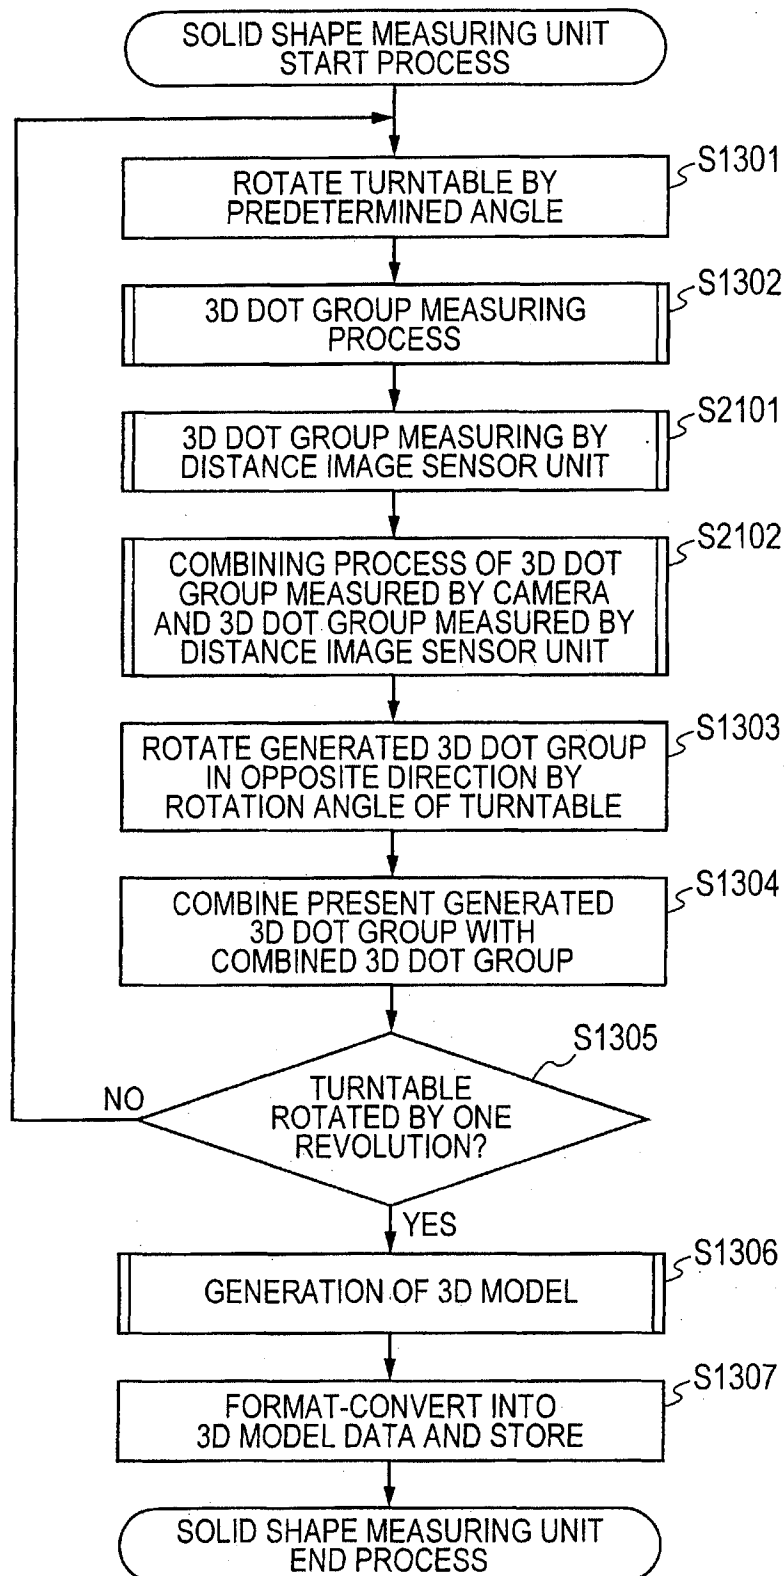 SOLID SHAPE MEASURING UNIT
START PROCESS
S1301
ROTATE TURNTABLE BY
PREDETERMINED ANGLE
S1302
3D DOT GROUP MEASURING
PROCESS
S2101
3D DOT GROUP MEASURING BY
DISTANCE IMAGE SENSOR UNIT
S2102
COMBINING PROCESS OF 3D DOT
GROUP MEASURED BY CAMERA
AND 3D DOT GROUP MEASURED BY
DISTANCE IMAGE SENSOR UNIT
S1303
ROTATE GENERATED 3D DOT GROUP
IN OPPOSITE DIRECTION BY
ROTATION ANGLE OF TURNTABLE
S1304
COMBINE PRESENT GENERATED
3D DOT GROUP WITH
COMBINED 3D DOT GROUP
S1305
NO
TURNTABLE
ROTATED BY ONE
REVOLUTION?
YES
S1306
GENERATION OF 3D MODEL
S1307
FORMAT-CONVERT INTO
3D MODEL DATA AND STORE
SOLID SHAPE MEASURING UNIT
END PROCESS